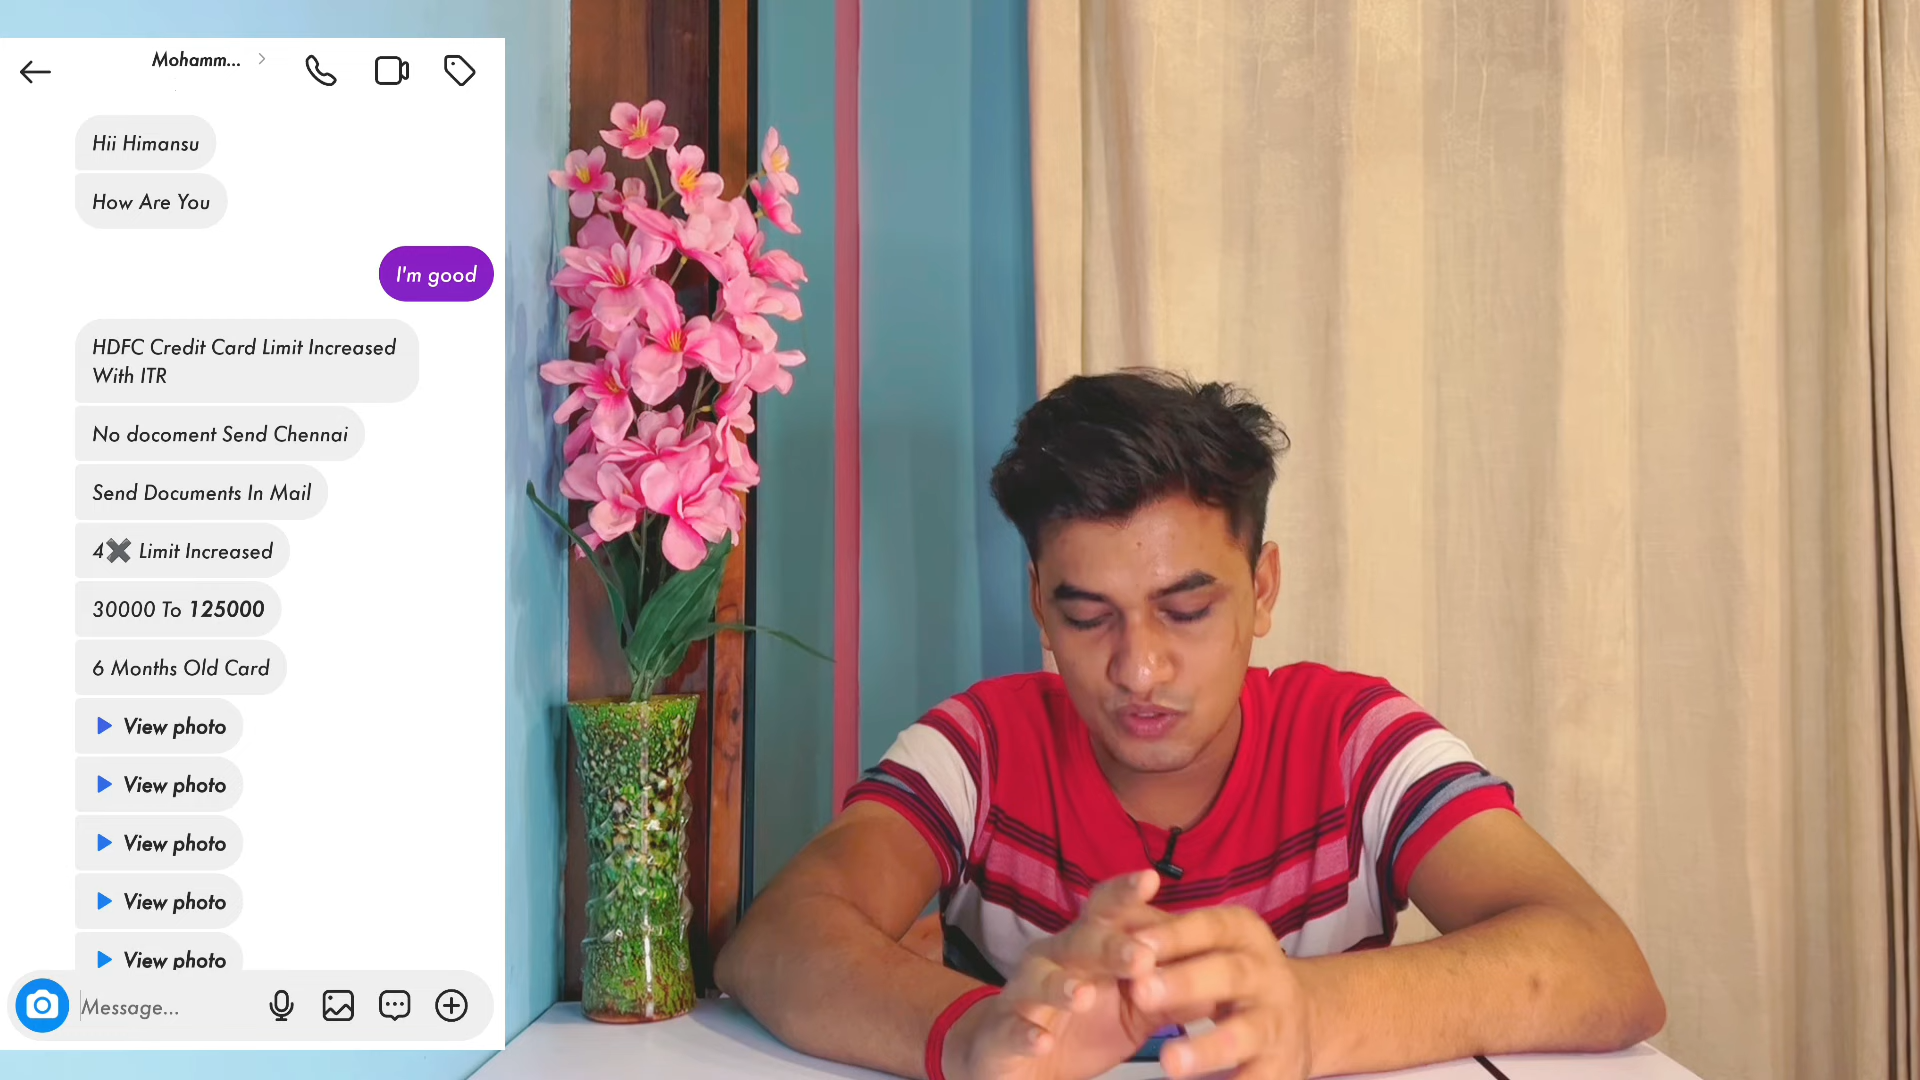 Mohamm...
Hii Himansu
How Are You
I'm good
HDFC Credit Card Limit Increased
With ITR
No docoment Send Chennai
Send Documents In Mail
4✖ Limit Increased
30000 To 125000
6 Months Old Card
View photo
View photo
View photo
View photo
View photo
Message...